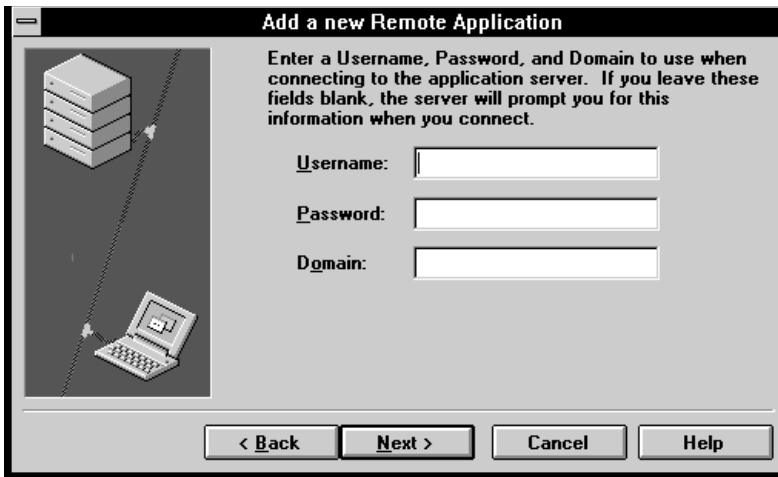 Add a new Remote Application
Enter a Username, Password, and Domain to use when
connecting to the application server.  If you leave these
fields blank, the server will prompt you for this
information when you connect.
Username:
Password:
Domain:
< Back
Next >
Cancel
Help